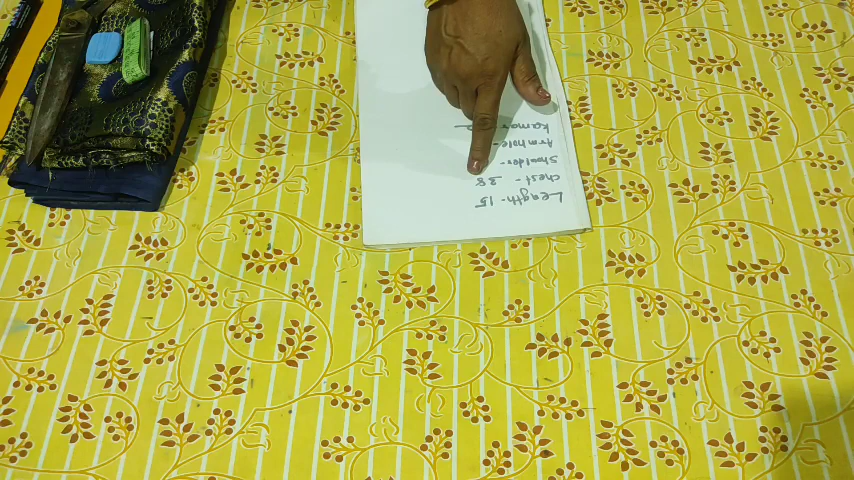 Length - 15
chest - 38
Shoulder -
Armhole -
Kamar